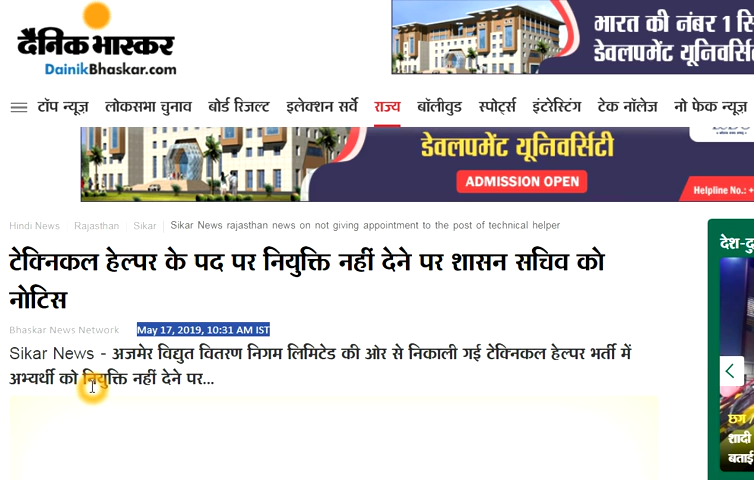 दैनिक भास्कर
DainikBhaskar.com
भारत की नंबर 1
डेवलपमेंट यूनिवर्सि
टॉप न्यूज़ लोकसभा चुनाव बोर्ड रिजल्ट इलेक्शन सर्वे राज्य बॉलीवुड स्पोर्ट्स इंटरेस्टिंग टेक नॉलेज नो फेक न्यूज़
डेवलपमेंट यूनिवर्सिटी
ADMISSION OPEN
Helpline No.: +
Hindi News Rajasthan Sikar Sikar News rajasthan news on not giving appointment to the post of technical helper
टेक्निकल हेल्पर के पद पर नियुक्ति नहीं देने पर शासन सचिव को
नोटिस
Bhaskar News Network May 17, 2019, 10:31 AM IST
Sikar News - अजमेर विद्युत वितरण निगम लिमिटेड की ओर से निकाली गई टेक्निकल हेल्पर भर्ती में
अभ्यर्थी को नियुक्ति नहीं देने पर...
देश-दु
शादी
बताई